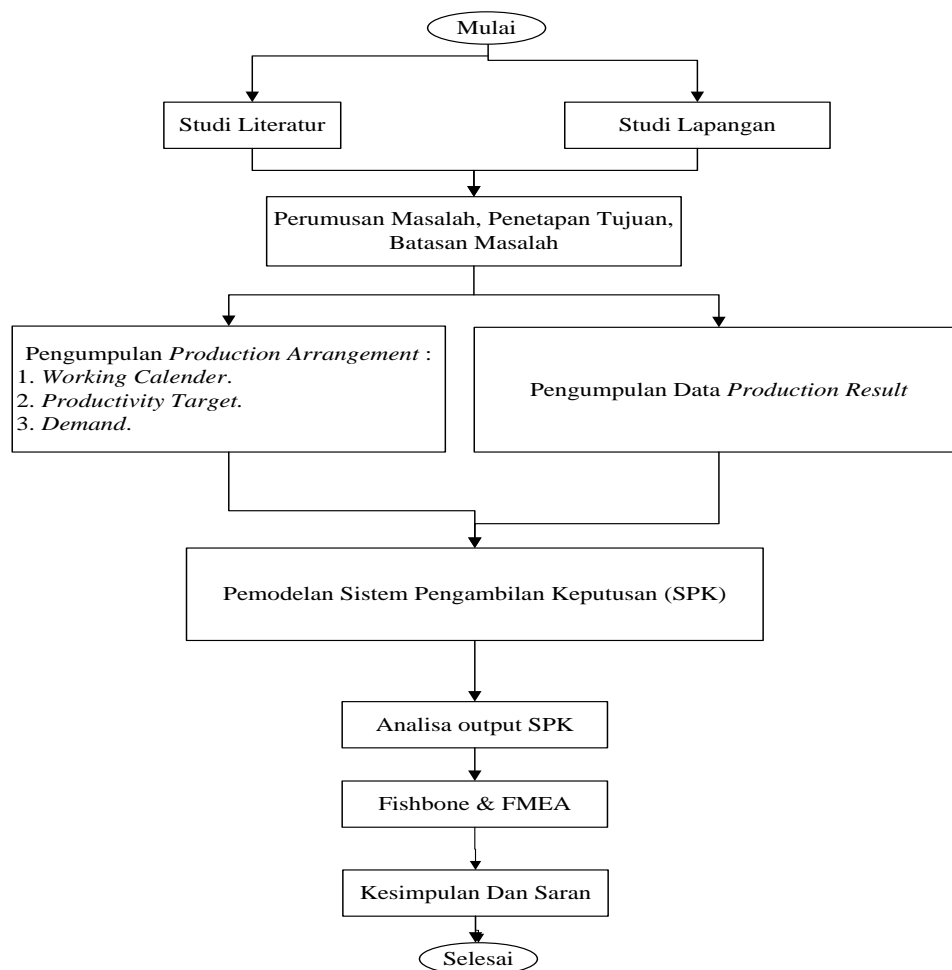 Mulai
Studi Literatur
Studi Lapangan
Perumusan Masalah, Penetapan Tujuan,
Batasan Masalah
Pengumpulan Production Arrangement :
1. Working Calender.
2. Productivity Target.
3. Demand.
Pengumpulan Data Production Result
Pemodelan Sistem Pengambilan Keputusan (SPK)
Analisa output SPK
Fishbone & FMEA
Kesimpulan Dan Saran
Selesai